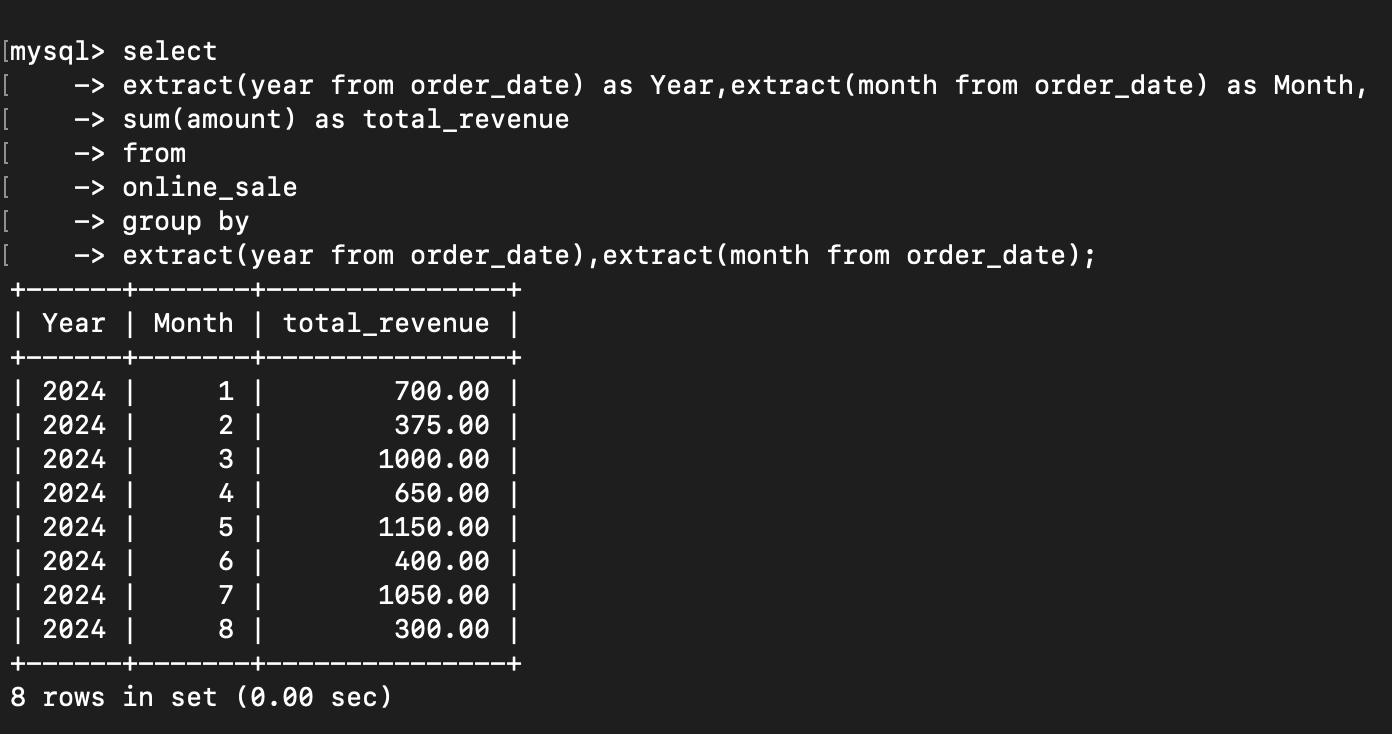 [mysql> select
[    -> extract(year from order_date) as Year,extract(month from order_date) as Month,
[    -> sum(amount) as total_revenue
[    -> from
[    -> online_sale
[    -> group by
[    -> extract(year from order_date),extract(month from order_date);
+------+-------+---------------+
| Year | Month | total_revenue |
+------+-------+---------------+
| 2024 |     1 |        700.00 |
| 2024 |     2 |        375.00 |
| 2024 |     3 |       1000.00 |
| 2024 |     4 |        650.00 |
| 2024 |     5 |       1150.00 |
| 2024 |     6 |        400.00 |
| 2024 |     7 |       1050.00 |
| 2024 |     8 |        300.00 |
+------+-------+---------------+
8 rows in set (0.00 sec)